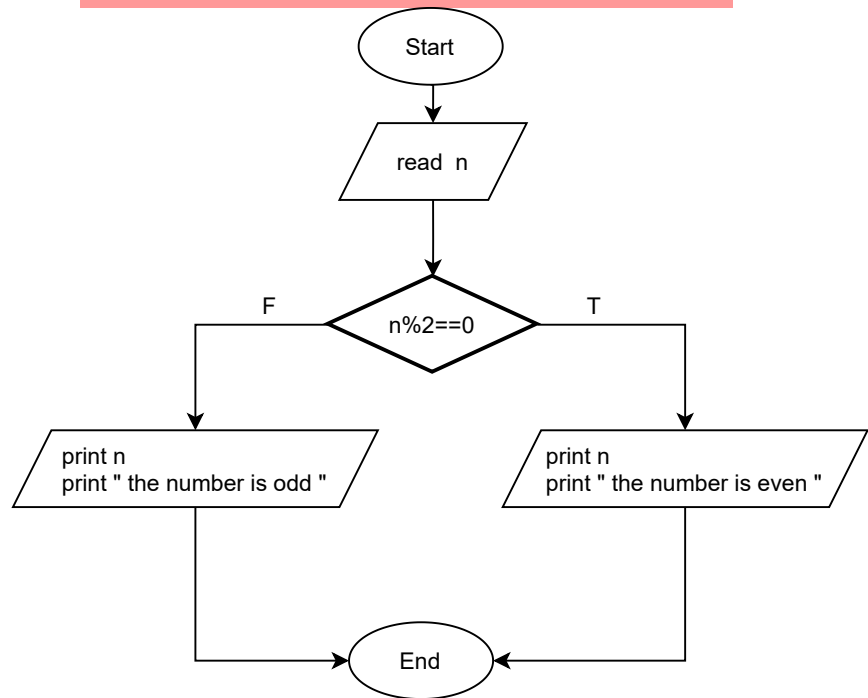 Start
read n
F
n%2==0
T
print n
print " the number is odd "
print n
print " the number is even "
End